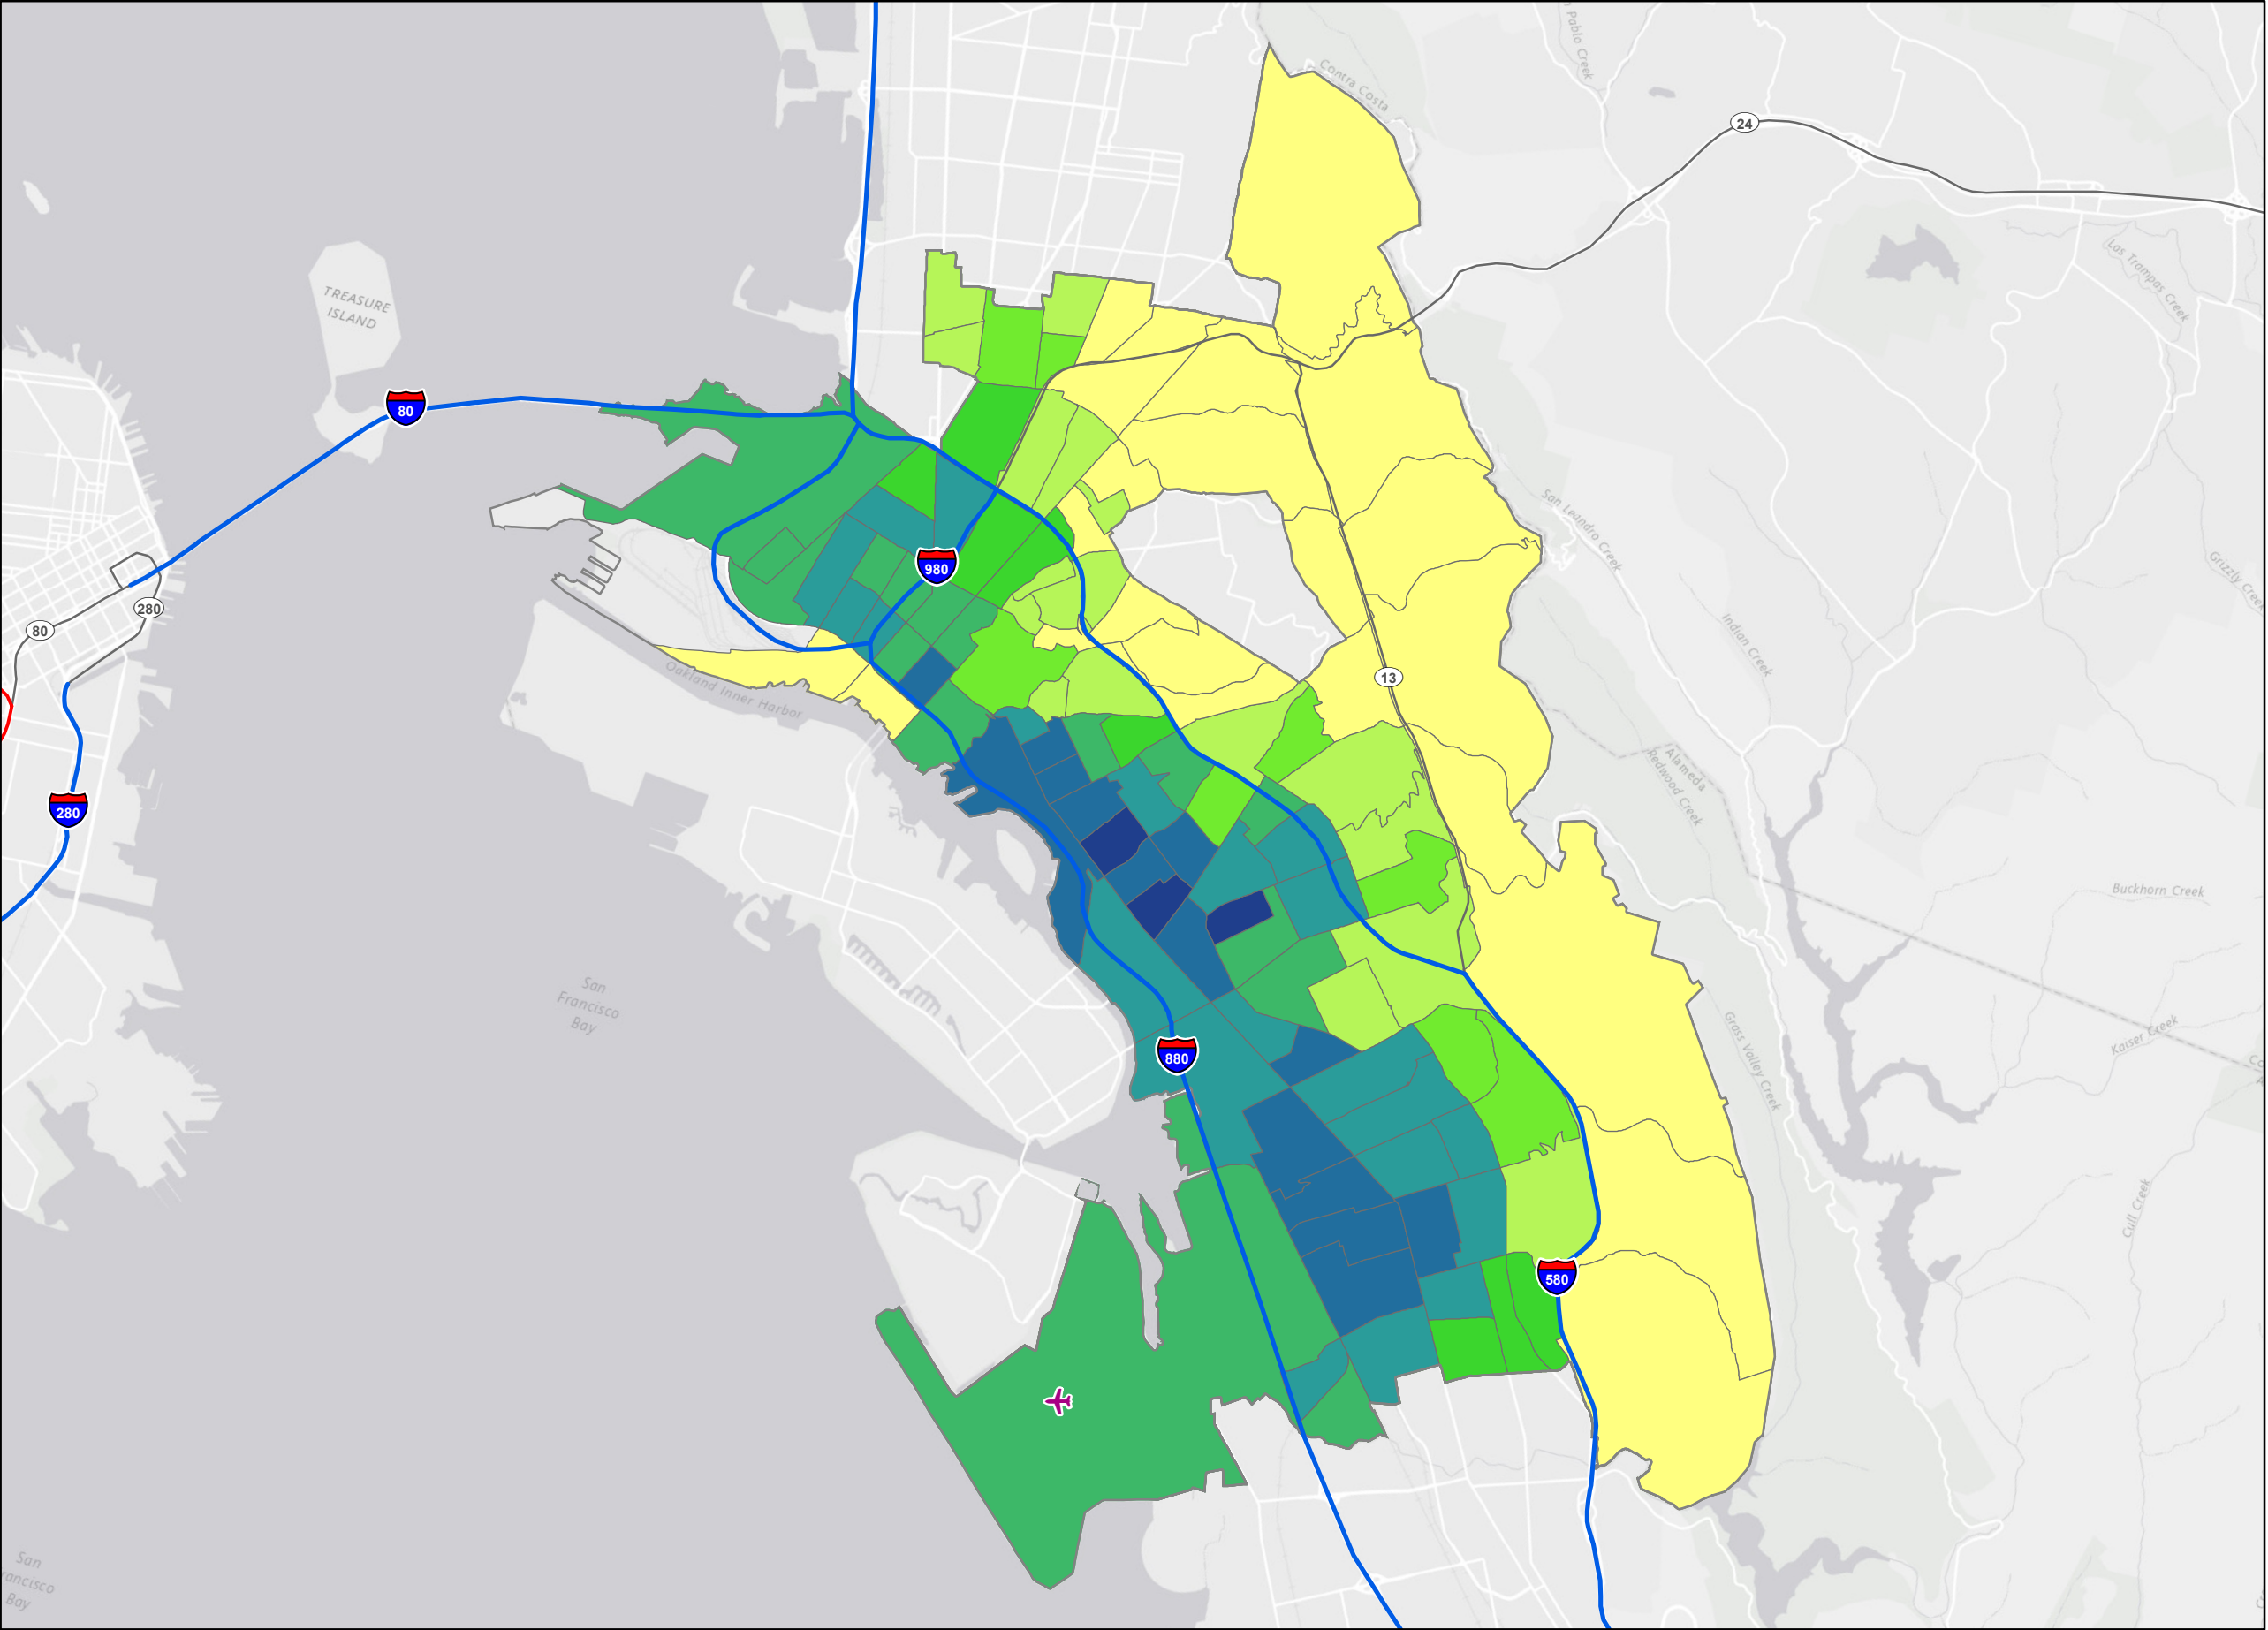 n Pablo Creek
Contra Costa
24
Las Trampas Creek
TREASURE
ISLAND
80
San Leandro Creek
Grizzly Creek
980
280
80
Indian Creek
13
Oakland Inner Harbor
Alameda
Redwood Creek
280
Buckhorn Creek
San
Francisco
Bay
Grass Valley Creek
Kaiser Creek
880
Cull Creek
580
San
rancisco
Bay